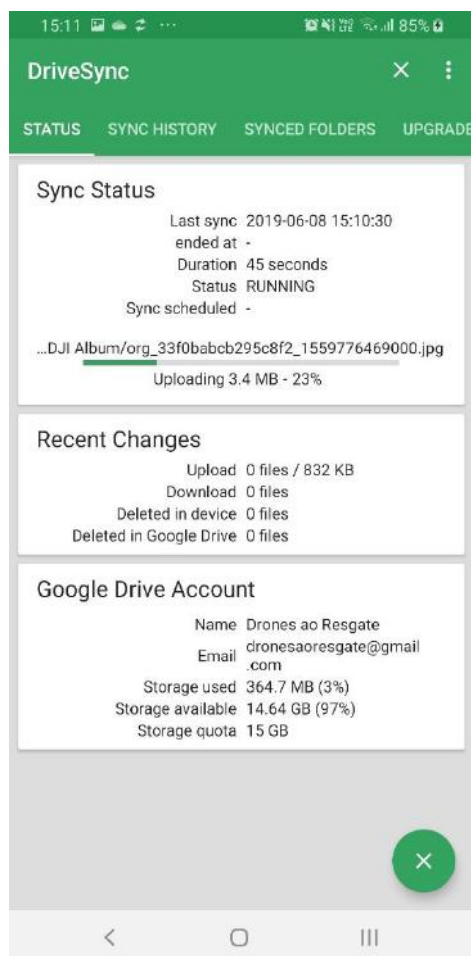 15:11 ... 85%
DriveSync
STATUS SYNC HISTORY SYNCED FOLDERS UPGRADE
Sync Status
Last sync 2019-06-08 15:10:30
ended at -
Duration 45 seconds
Status RUNNING
Sync scheduled -
...DJI Album/org_33f0babcb295c8f2_1559776469000.jpg
Uploading 3.4 MB - 23%
Recent Changes
Upload 0 files / 832 KB
Download 0 files
Deleted in device 0 files
Deleted in Google Drive 0 files
Google Drive Account
Name Drones ao Resgate
Email dronesaoresgate@gmail
.com
Storage used 364.7 MB (3%)
Storage available 14.64 GB (97%)
Storage quota 15 GB